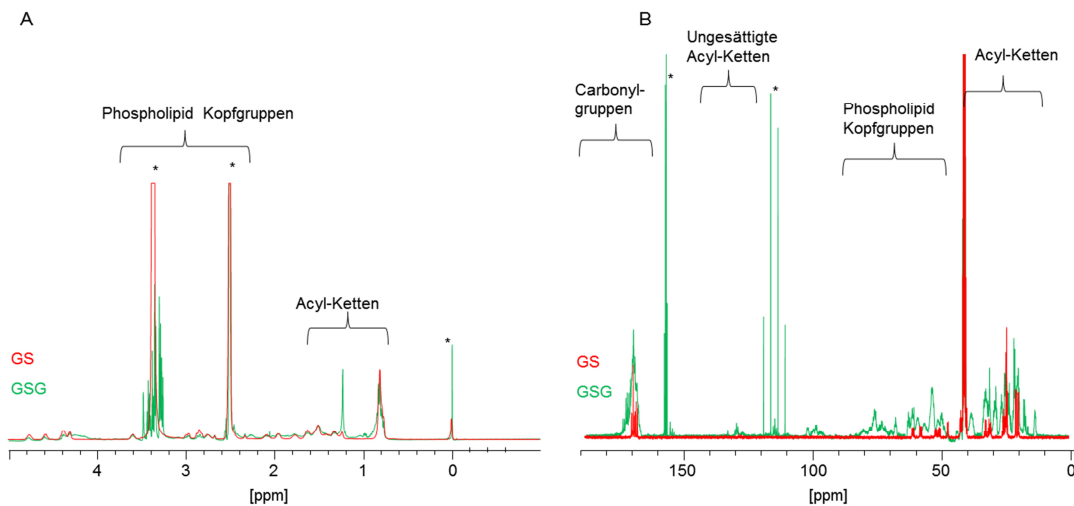 A
Phospholipid Kopfgruppen
*
*
Acyl-Ketten
*
GS
GSG
4
3
2
1
0
[ppm]
B
Ungesättigte
Acyl-Ketten
*
*
Carbonyl-
gruppen
Acyl-Ketten
Phospholipid
Kopfgruppen
GS
GSG
150
100
50
0
[ppm]